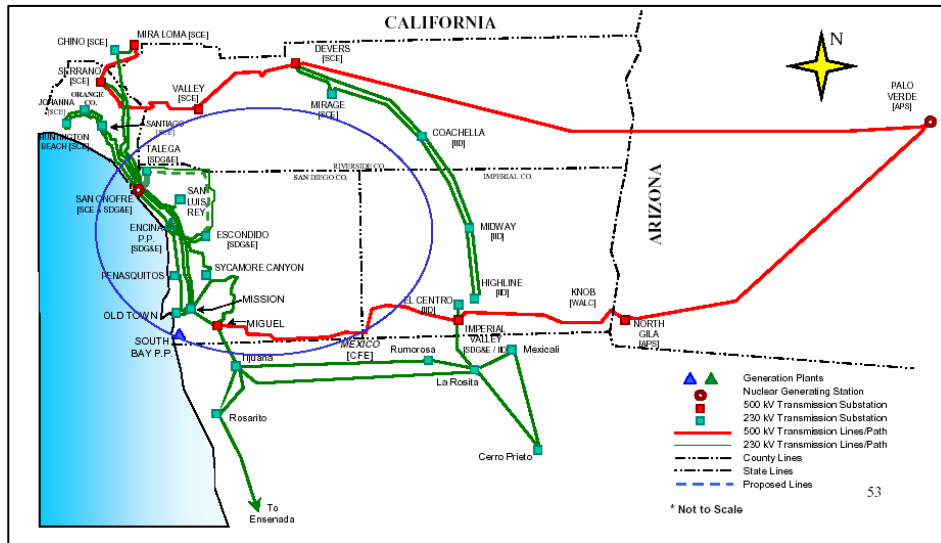 CALIFORNIA
MIRA LOMA [SCE]
CHINO [SCE]
DEVERS
[SCE]
N
SERRANO
[SCE]
ORANGE
CO.
VALLEY
[SCE]
MIRAGE
[SCE]
PALO
VERDE
[APS]
JOHANNA
[SCE]
SANTIAGO
[SCE]
HUNTINGTON
BEACH [SCE]
COACHELLA
[IID]
TALEGA
[SDG&E]
RIVERSIDE CO.
SAN DIEGO CO.
IMPERIAL CO.
SAN ONOFRE
[SCE & SDG&E]
SAN
LUIS
REY
ARIZONA
ENCINA
P.P.
[SDG&E]
ESCONDIDO
[SDG&E]
MIDWAY
[IID]
PENASQUITOS
SYCAMORE CANYON
HIGHLINE
[IID]
MISSION
EL CENTRO
[IID]
KNOB
[WALC]
OLD TOWN
MIGUEL
IMPERIAL
VALLEY
[SDG&E / IID]
NORTH
GILA
[APS]
SOUTH
BAY P.P.
MEXICO
[CFE]
Tijuana
Rumorosa
Mexicali
La Rosita
Rosarito
Cerro Prieto
To
Ensenada
Generation Plants
Nuclear Generating Station
500 kV Transmission Substation
230 kV Transmission Substation
500 kV Transmission Lines/Path
230 kV Transmission Lines/Path
County Lines
State Lines
Proposed Lines
53
* Not to Scale